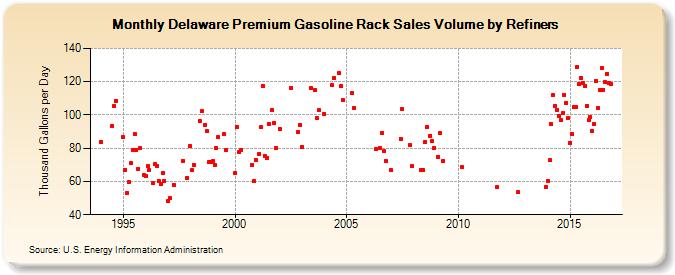 Monthly Delaware Premium Gasoline Rack Sales Volume by Refiners
Thousand Gallons per Day
140
120
100
80
60
40
1995 2000 2005 2010 2015
Source: U.S. Energy Information Administration